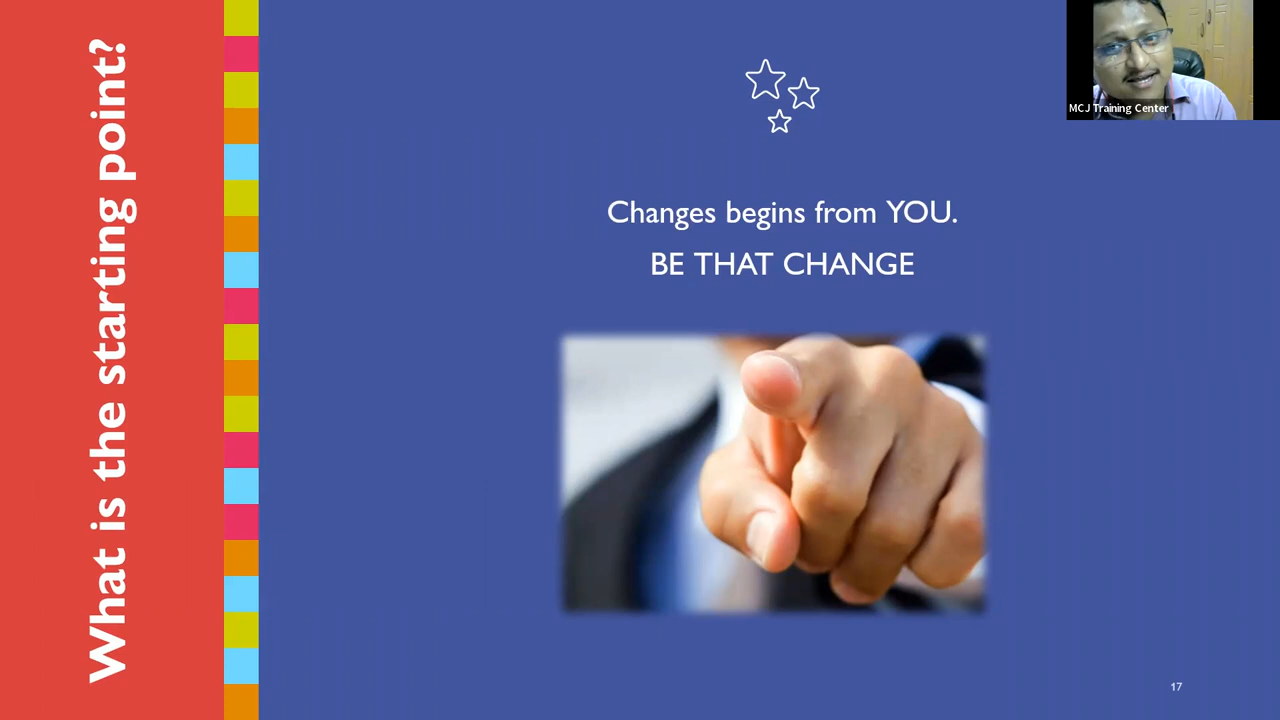 What is the starting point?
Changes begins from YOU.
BE THAT CHANGE
MCJ Training Center
17